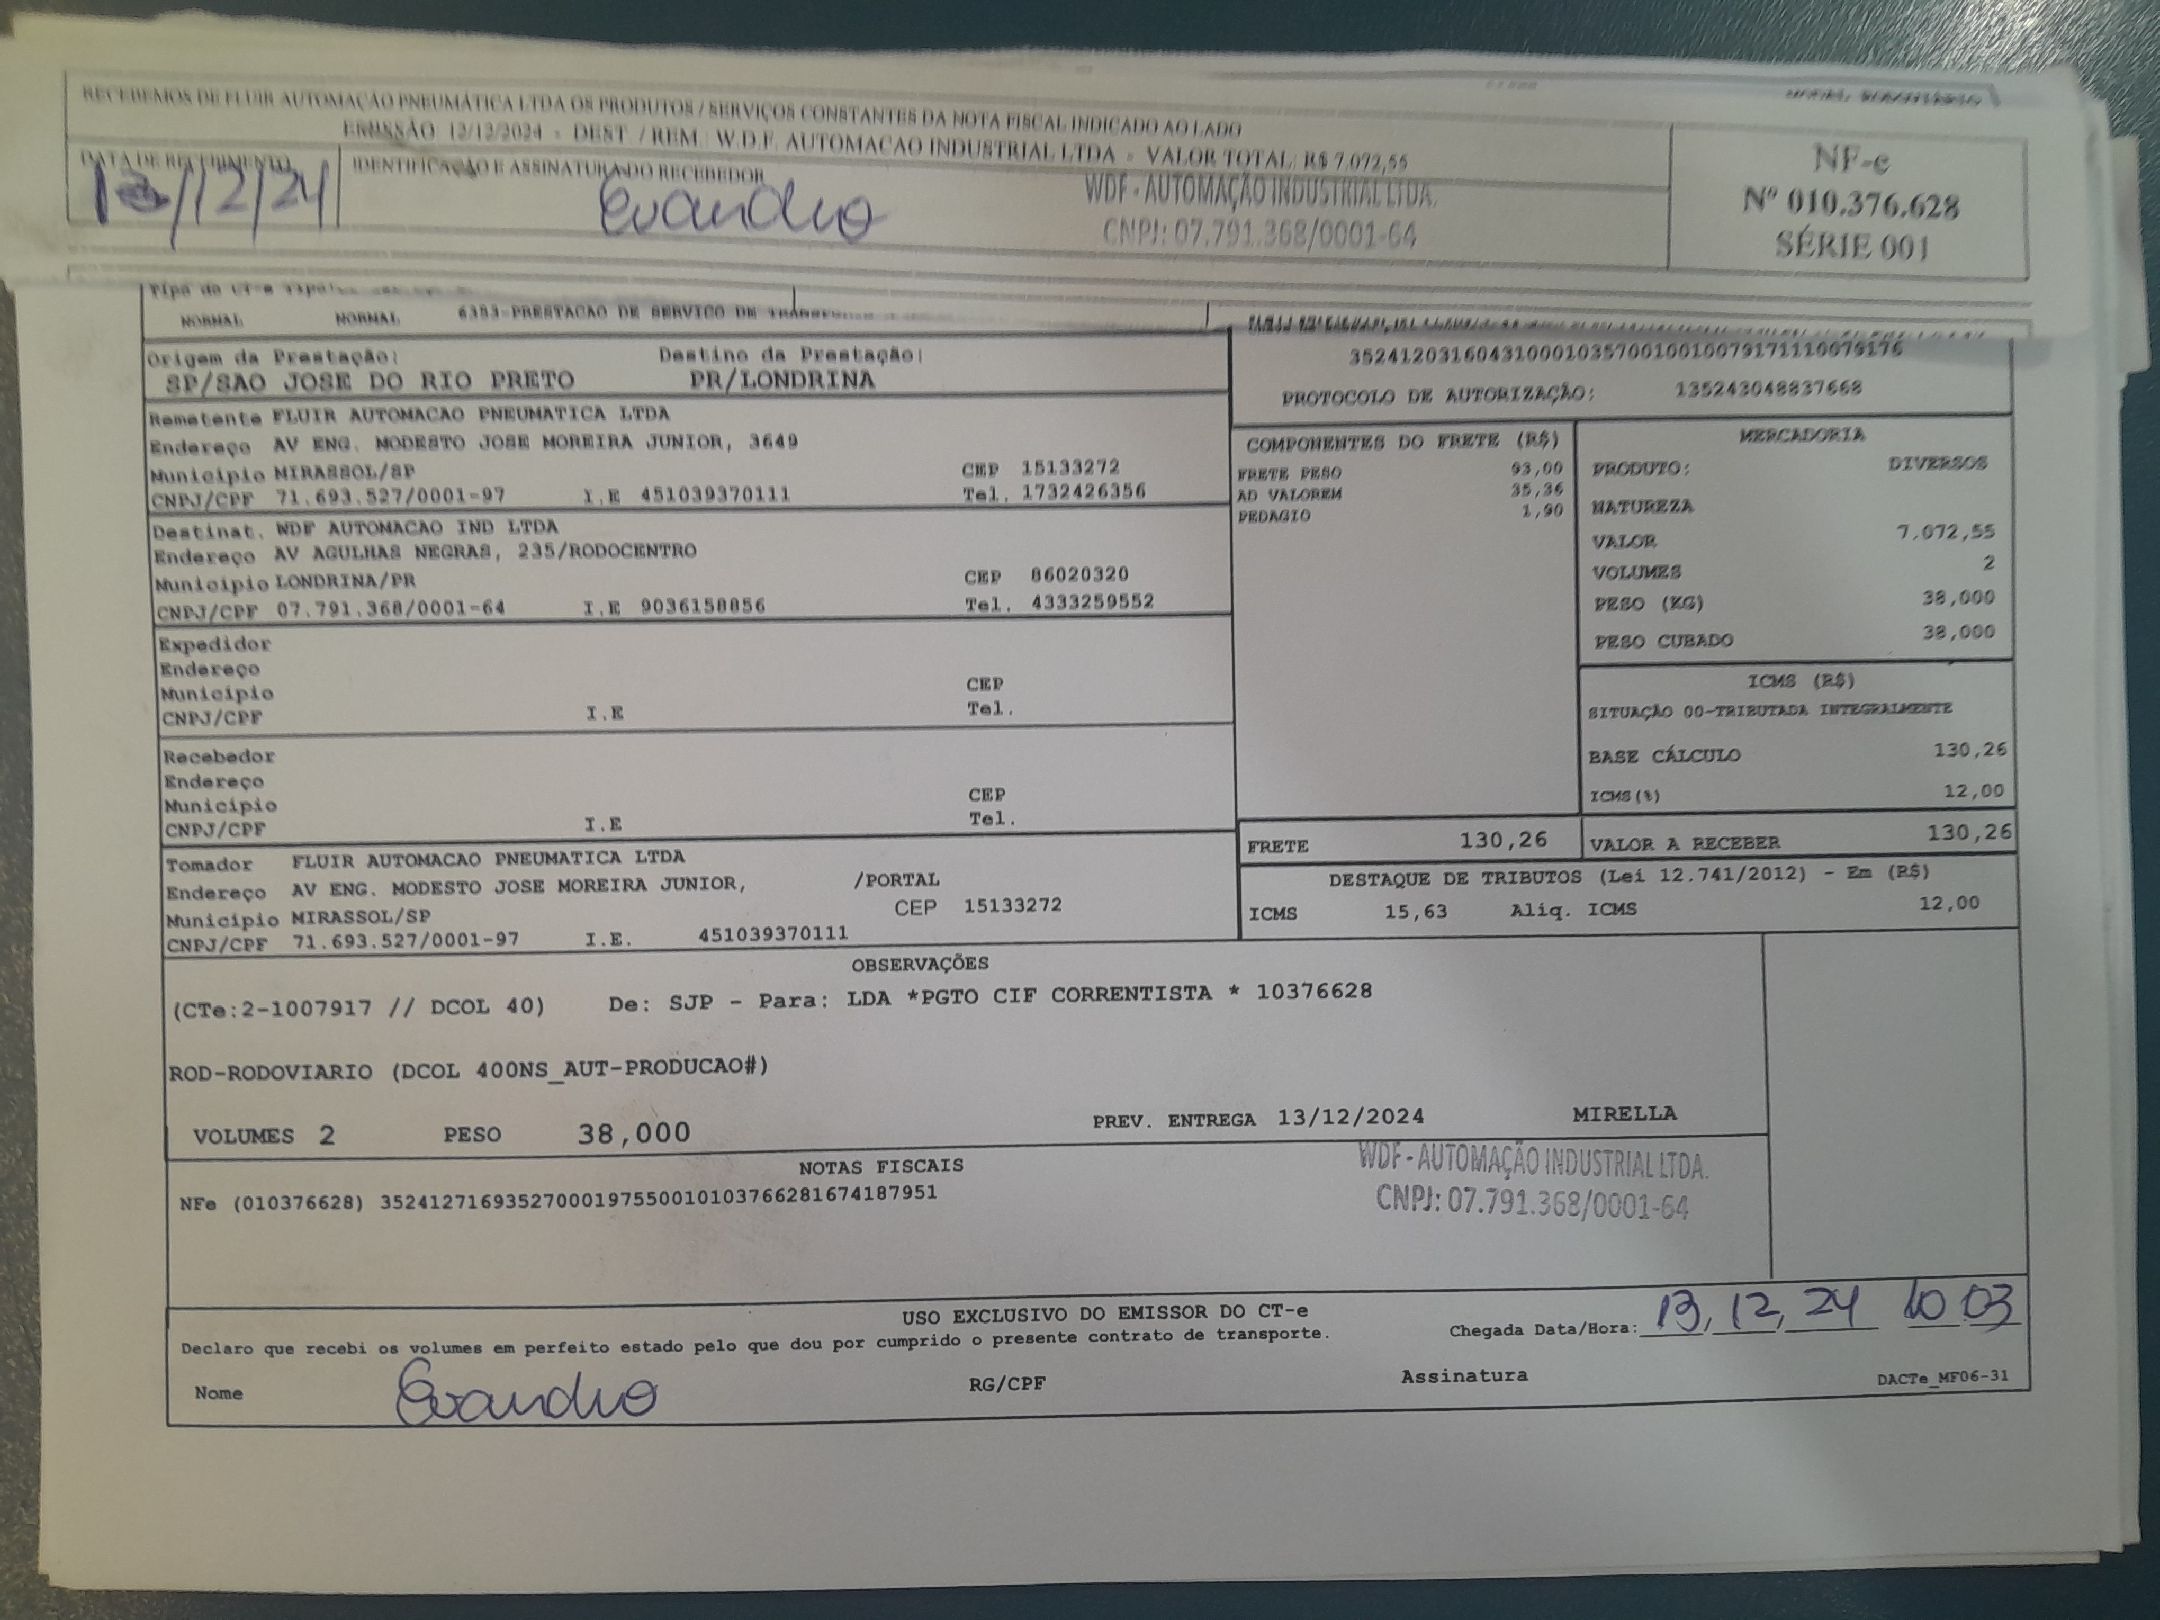 RECEBEMOS DE FLUIR AUTOMAÇÃO PNEUMÁTICA LTDA OS PRODUTOS / SERVIÇOS CONSTANTES DA NOTA FISCAL INDICADO AO LADO
EMISSÃO 12/12/2024 - DEST. / REM.: W.D.F. AUTOMACAO INDUSTRIAL LTDA - VALOR TOTAL: R$ 7.072,55
DATA DE RECEBIMENTO
/12/24
IDENTIFICAÇÃO E ASSINATURA DO RECEBEDOR
Evandro
WDF - AUTOMAÇÃO INDUSTRIAL LTDA.
CNPJ: 07.791.368/0001-64
NF-e
Nº 010.376.628
SÉRIE 001
Tipo do CT-e
NORMAL NORMAL 6353-PRESTACAO DE SERVICO DE
Origem da Prestação: Destino da Prestação:
SP/SAO JOSE DO RIO PRETO PR/LONDRINA
35241203160431000103570010010079171110079176
PROTOCOLO DE AUTORIZAÇÃO: 135243048837668
Remetente FLUIR AUTOMACAO PNEUMATICA LTDA
Endereço AV ENG. MODESTO JOSE MOREIRA JUNIOR, 3649
Município MIRASSOL/SP CEP 15133272
CNPJ/CPF 71.693.527/0001-97 I.E 451039370111 Tel. 1732426356
Destinat. WDF AUTOMACAO IND LTDA
Endereço AV AGULHAS NEGRAS, 235/RODOCENTRO
Município LONDRINA/PR CEP 86020320
CNPJ/CPF 07.791.368/0001-64 I.E 9036158856 Tel. 4333259552
Expedidor
Endereço
Município CEP
CNPJ/CPF I.E Tel.
Recebedor
Endereço
Município CEP
CNPJ/CPF I.E Tel.
Tomador FLUIR AUTOMACAO PNEUMATICA LTDA
Endereço AV ENG. MODESTO JOSE MOREIRA JUNIOR, /PORTAL
Município MIRASSOL/SP CEP 15133272
CNPJ/CPF 71.693.527/0001-97 I.E. 451039370111
COMPONENTES DO FRETE (R$)
FRETE PESO 93,00
AD VALOREM 35,36
PEDAGIO 1,90
MERCADORIA
PRODUTO: DIVERSOS
NATUREZA
VALOR 7.072,55
VOLUMES 2
PESO (KG) 38,000
PESO CUBADO 38,000
ICMS (R$)
SITUAÇÃO 00-TRIBUTADA INTEGRALMENTE
BASE CÁLCULO 130,26
ICMS(%) 12,00
FRETE 130,26 VALOR A RECEBER 130,26
DESTAQUE DE TRIBUTOS (Lei 12.741/2012) - Em (R$)
ICMS 15,63 Aliq. ICMS 12,00
OBSERVAÇÕES
(CTe:2-1007917 // DCOL 40) De: SJP - Para: LDA *PGTO CIF CORRENTISTA * 10376628
ROD-RODOVIARIO (DCOL 400NS_AUT-PRODUCAO#)
VOLUMES 2 PESO 38,000 PREV. ENTREGA 13/12/2024 MIRELLA
NOTAS FISCAIS
NFe (010376628) 35241271693527000197550010103766281674187951
WDF - AUTOMAÇÃO INDUSTRIAL LTDA.
CNPJ: 07.791.368/0001-64
USO EXCLUSIVO DO EMISSOR DO CT-e
Declaro que recebi os volumes em perfeito estado pelo que dou por cumprido o presente contrato de transporte.
Chegada Data/Hora: 13/12/24 10 03
Nome Evandro RG/CPF Assinatura DACTe_MF06-31